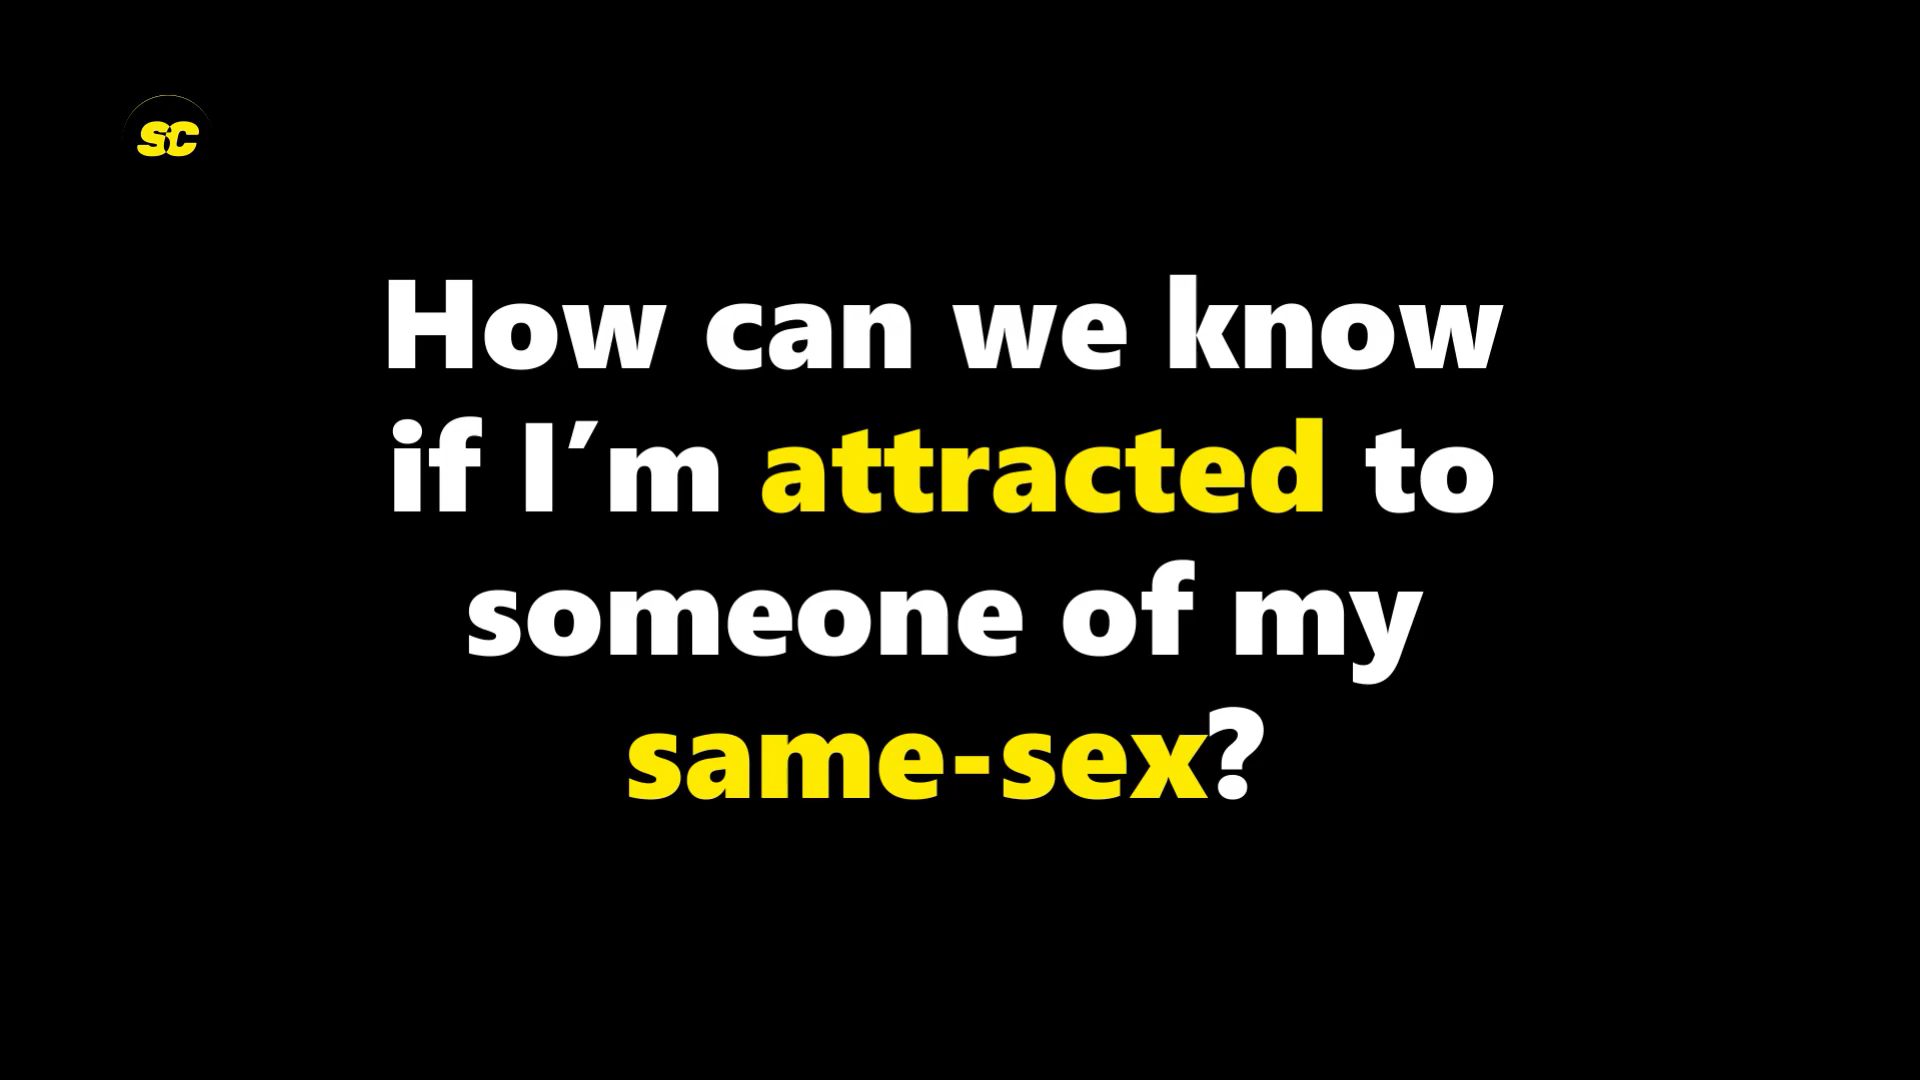 SC
How can we know
if I´m attracted to
someone of my
same-sex?